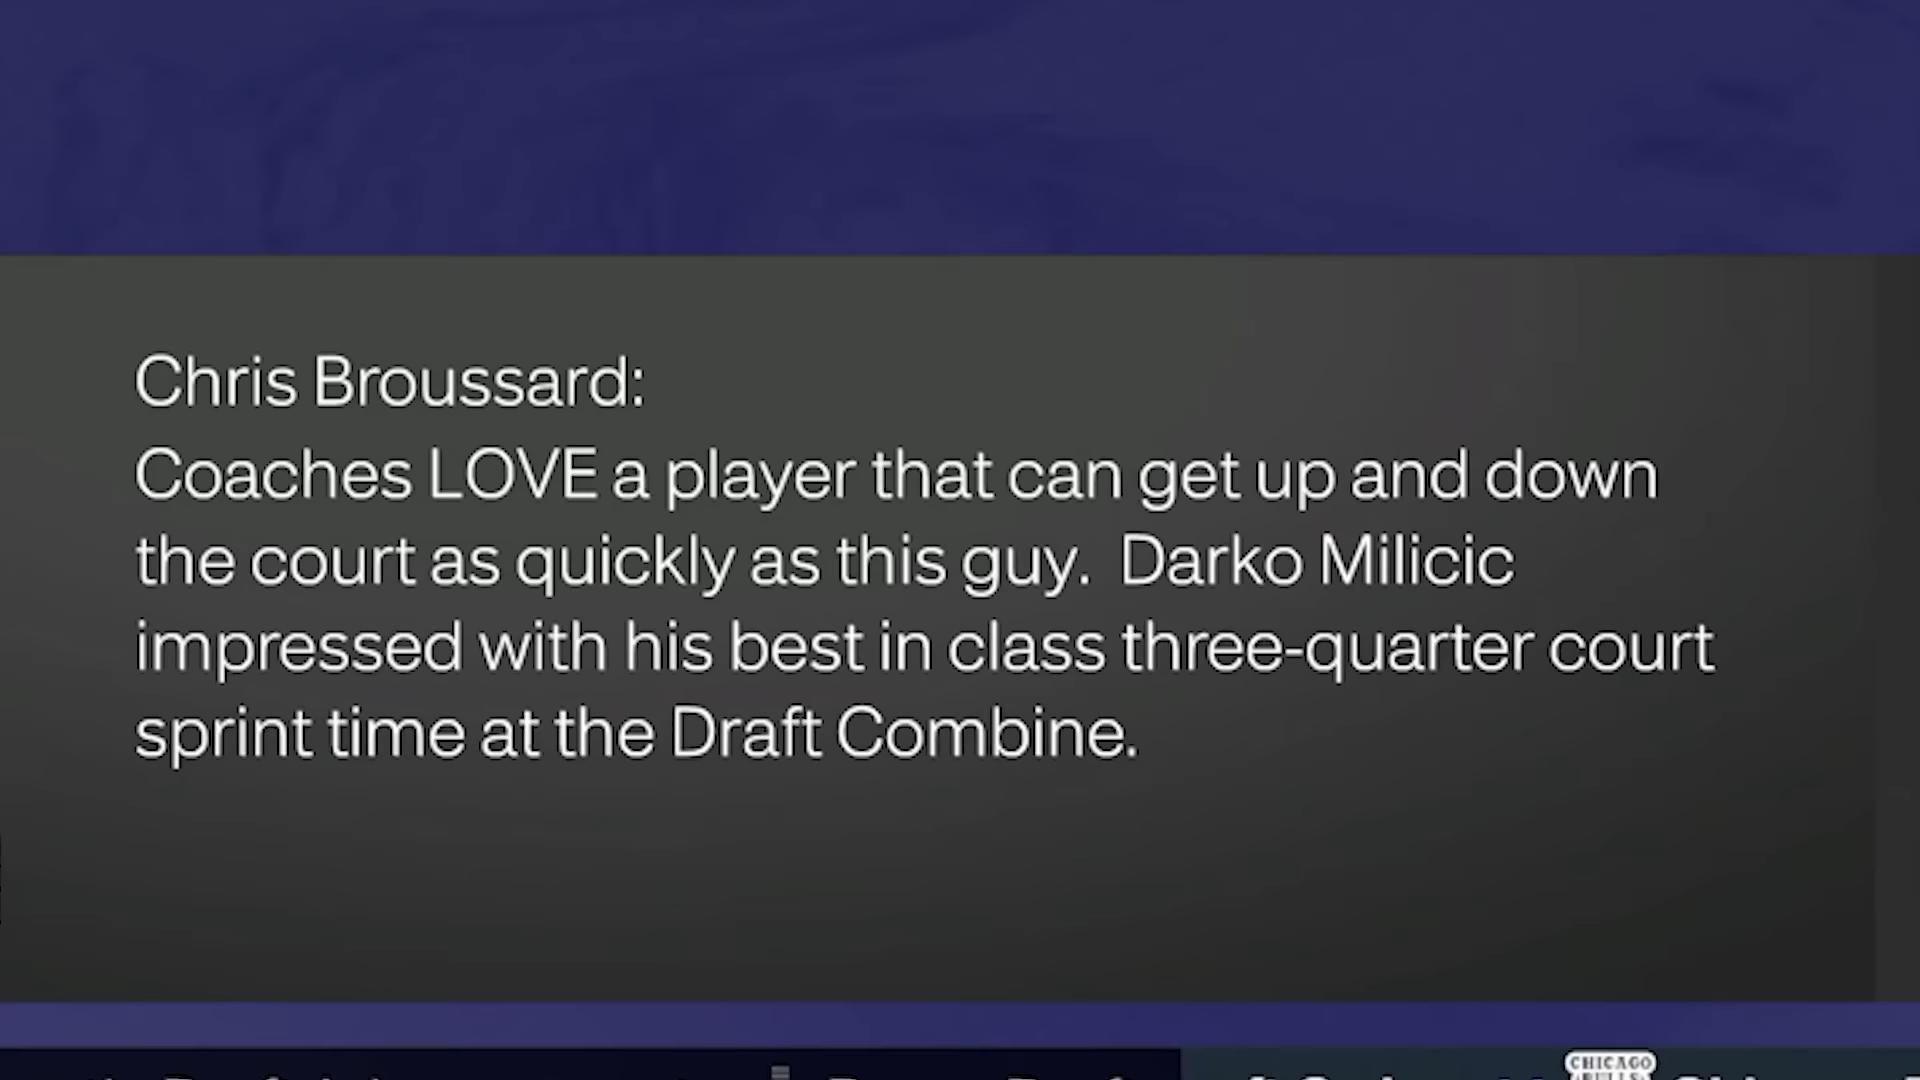 Chris Broussard:
Coaches LOVE a player that can get up and down
the court as quickly as this guy.  Darko Milicic
impressed with his best in class three-quarter court
sprint time at the Draft Combine.
CHICAGO
BULLS